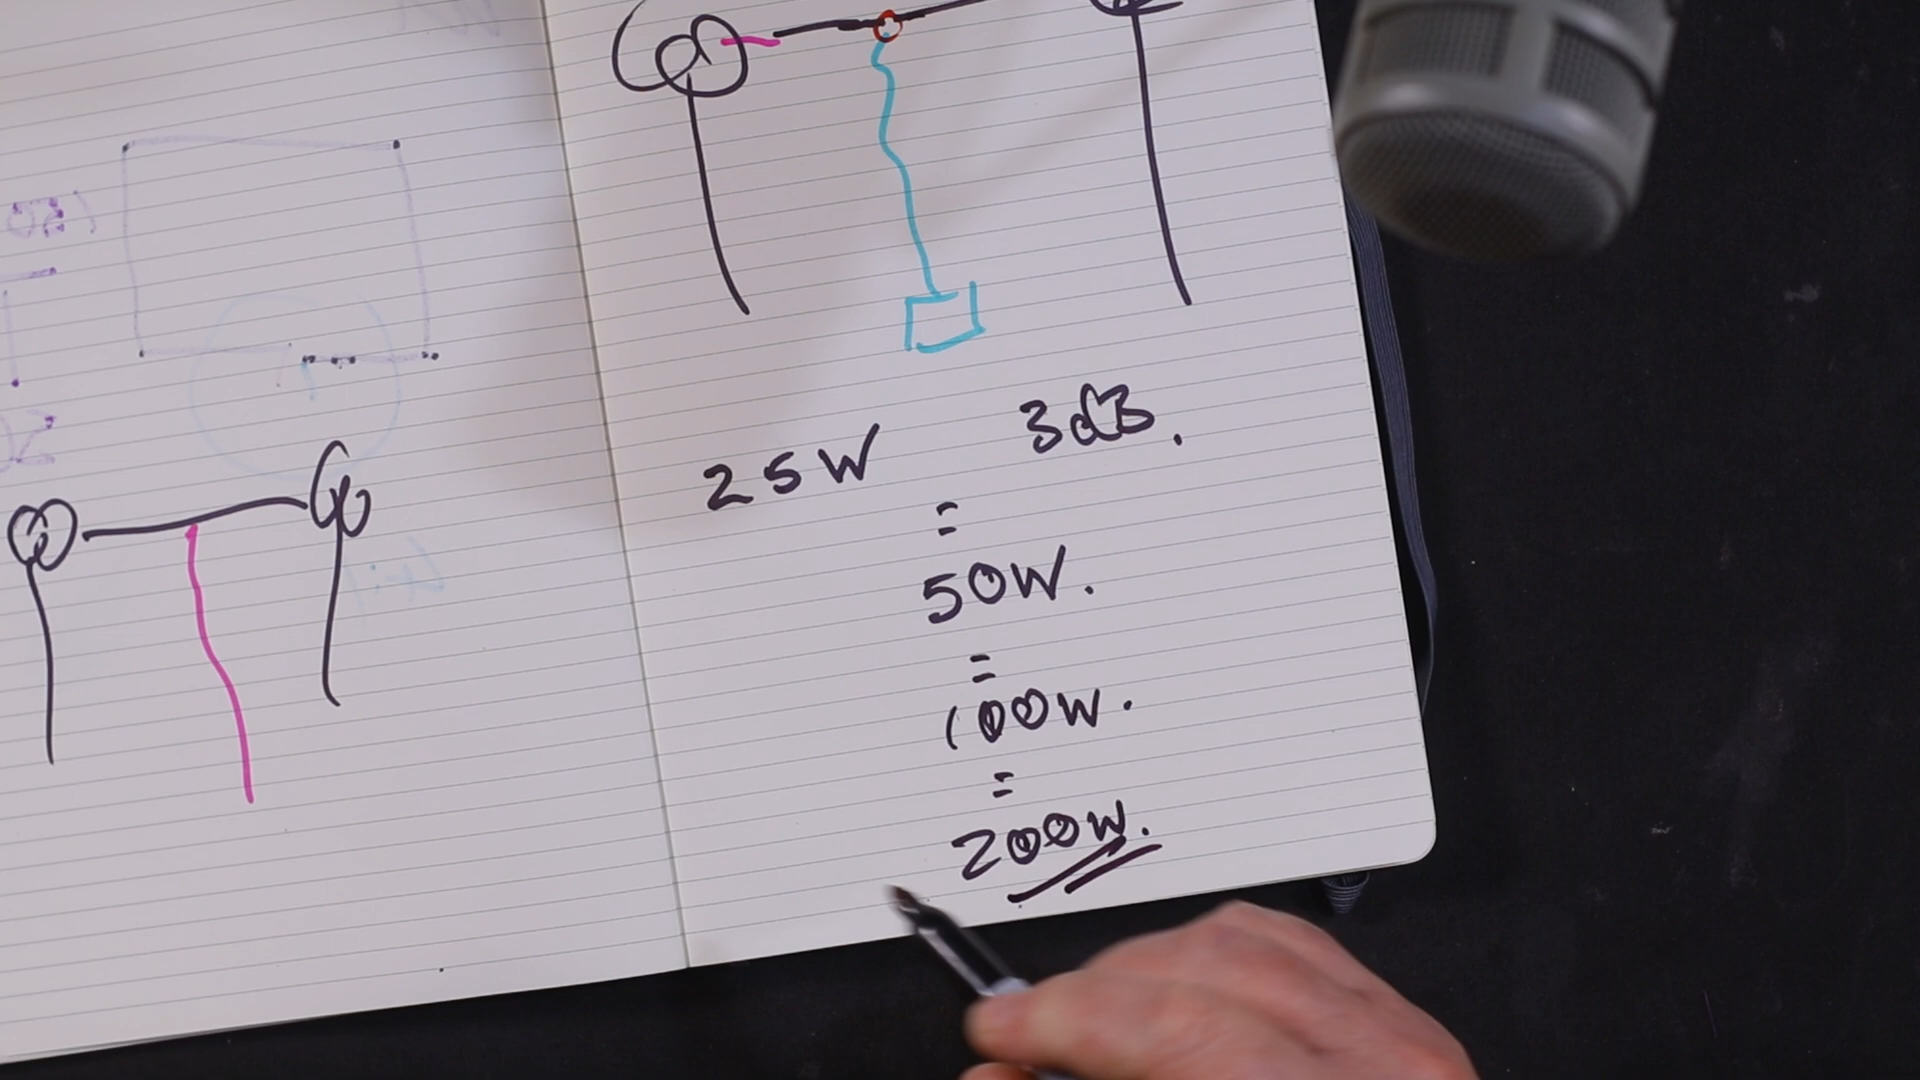 3dB.
25W
=
50W.
=
100W.
=
200W.